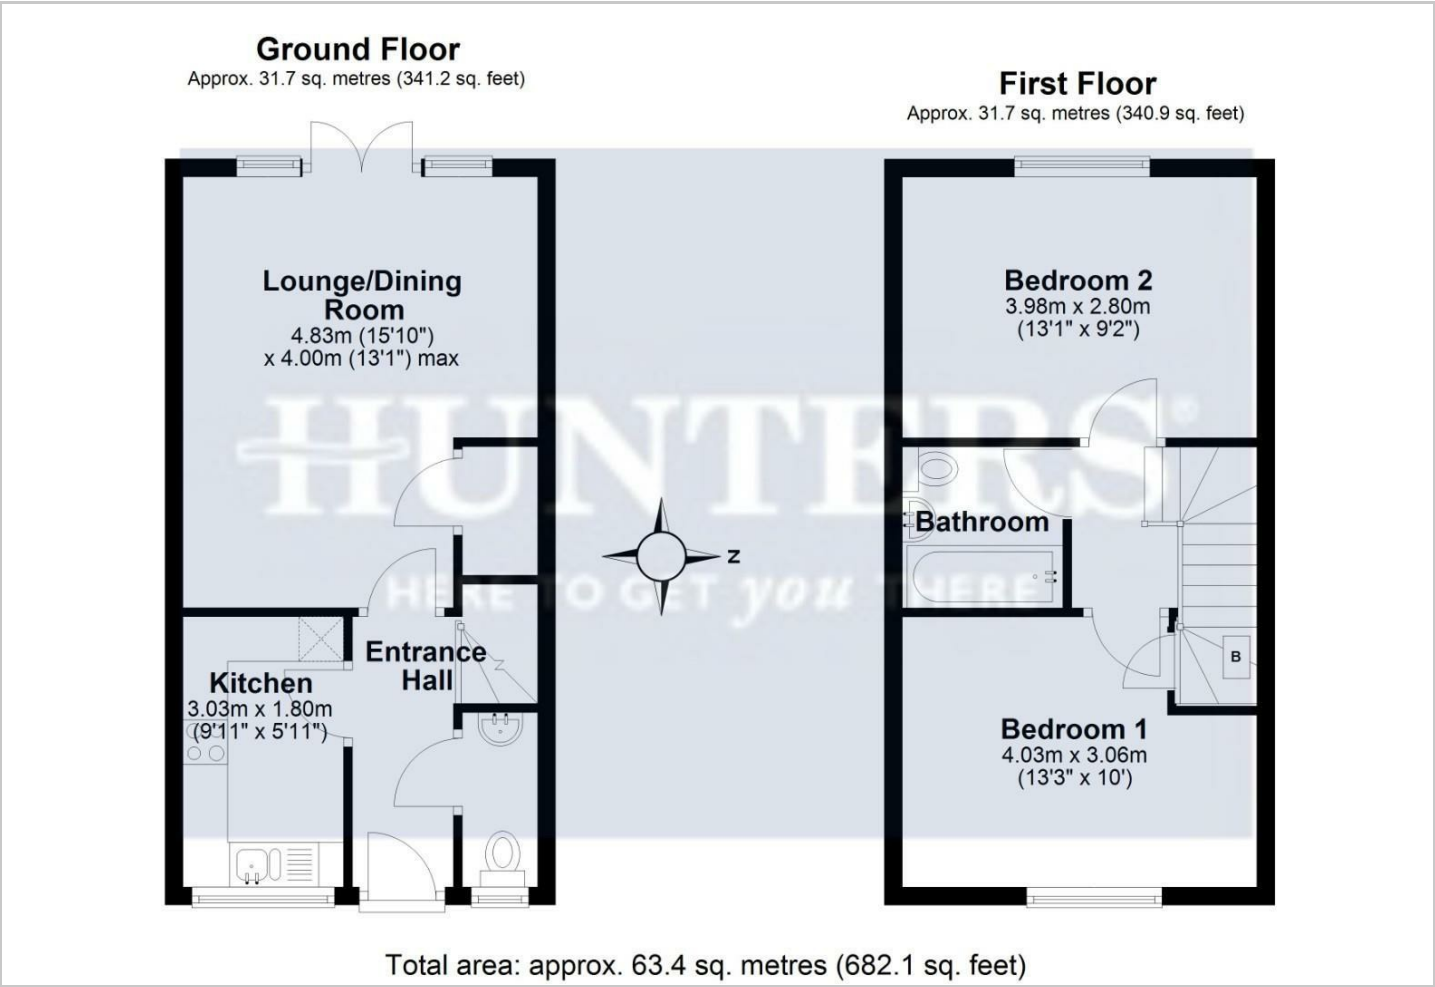 Ground Floor
Approx. 31.7 sq. metres (341.2 sq. feet)
Lounge/Dining
Room
4.83m (15'10")
x 4.00m (13'1") max
Kitchen
3.03m x 1.80m
(9'11" x 5'11")
Entrance
Hall
First Floor
Approx. 31.7 sq. metres (340.9 sq. feet)
Bedroom 2
3.98m x 2.80m
(13'1" x 9'2")
Bathroom
B
Bedroom 1
4.03m x 3.06m
(13'3" x 10')
HUNTERS®
HERE TO GET you THERE
N
Total area: approx. 63.4 sq. metres (682.1 sq. feet)